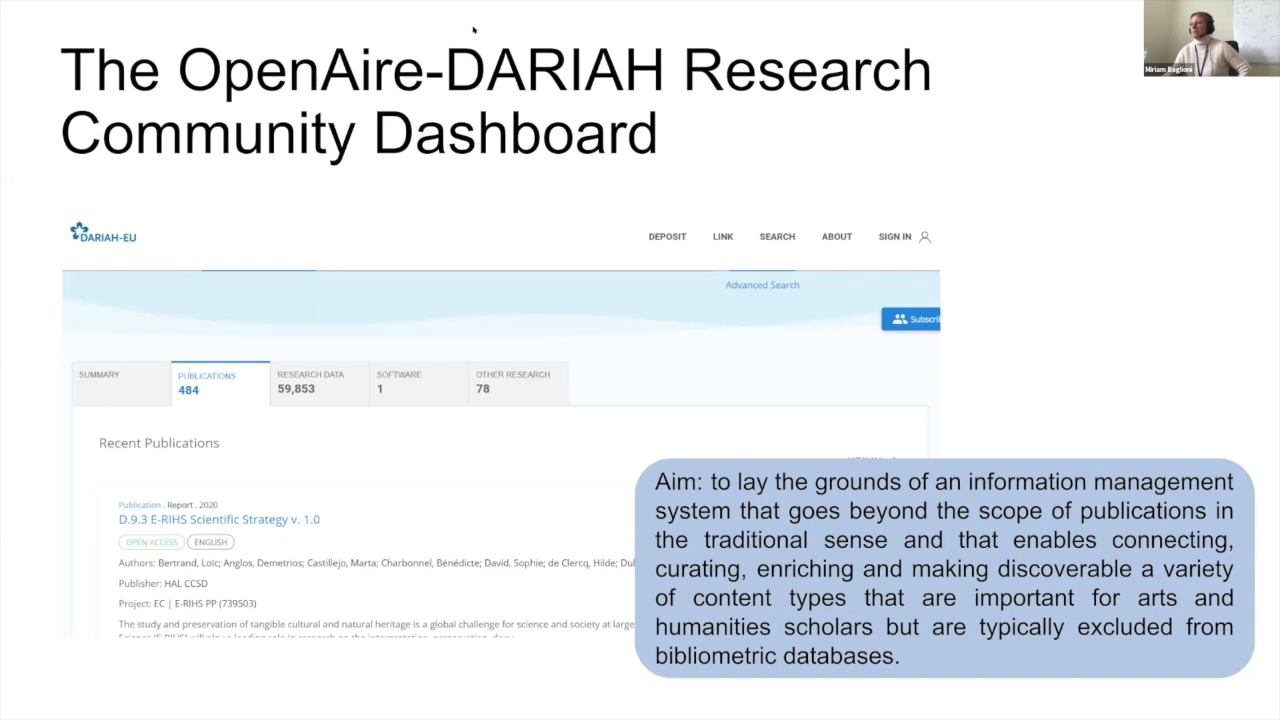 The OpenAire-DARIAH Research
Community Dashboard
Miriam Baglioni
DARIAH-EU
DEPOSIT LINK SEARCH ABOUT SIGN IN
Advanced Search
Subscri
SUMMARY
PUBLICATIONS
484
RESEARCH DATA
59,853
SOFTWARE
1
OTHER RESEARCH
78
Recent Publications
Publication , Report . 2020
D.9.3 E-RIHS Scientific Strategy v. 1.0
OPEN ACCESS ENGLISH
Authors: Bertrand, Loïc; Anglos, Demetrios; Castillejo, Marta; Charbonnel, Bénédicte; David, Sophie; de Clercq, Hilde; Dul
Publisher: HAL CCSD
Project: EC | E-RIHS PP (739503)
The study and preservation of tangible cultural and natural heritage is a global challenge for science and society at large
Aim: to lay the grounds of an information management
system that goes beyond the scope of publications in
the traditional sense and that enables connecting,
curating, enriching and making discoverable a variety
of content types that are important for arts and
humanities scholars but are typically excluded from
bibliometric databases.